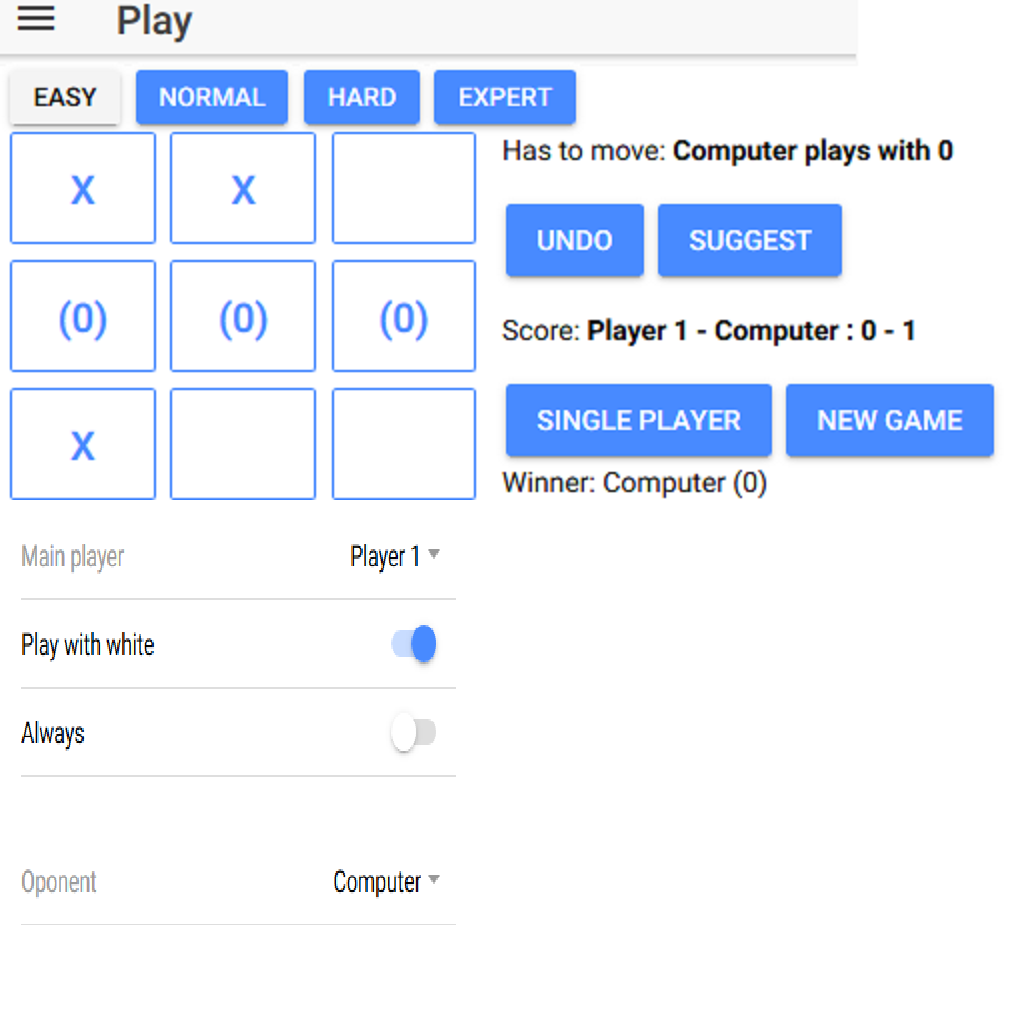 Play
EASY NORMAL HARD EXPERT
X X
Has to move: Computer plays with 0
UNDO SUGGEST
(0) (0) (0)
Score: Player 1 - Computer : 0 - 1
X
SINGLE PLAYER NEW GAME
Winner: Computer (0)
Main player Player 1
Play with white
Always
Oponent Computer